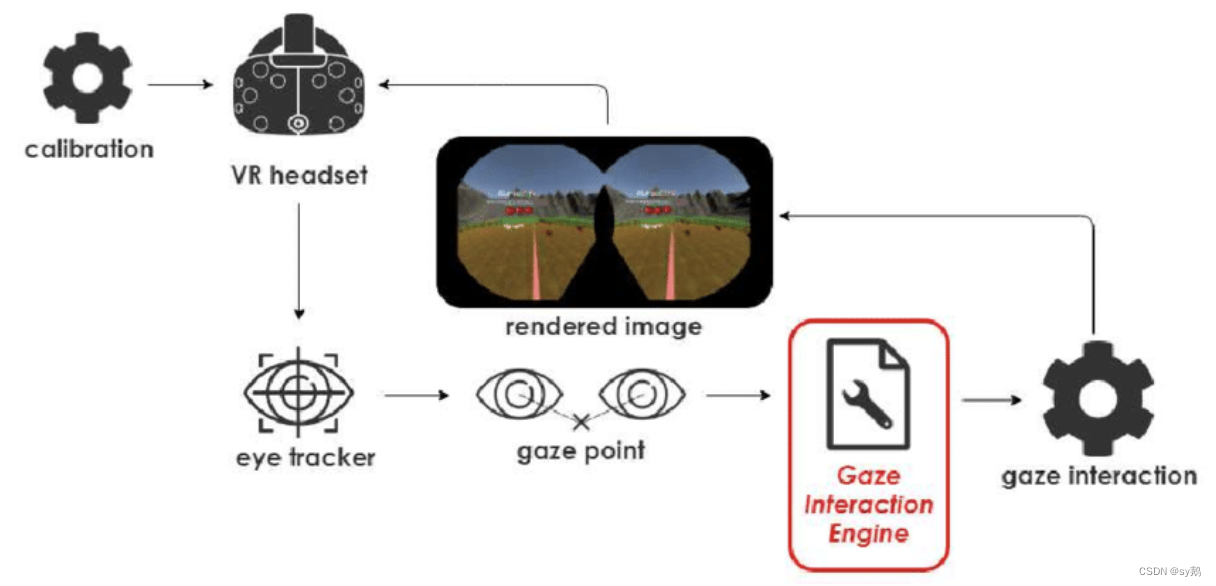 calibration
VR headset
rendered image
eye tracker
gaze point
Gaze
Interaction
Engine
gaze interaction
CSDN @sy鹅